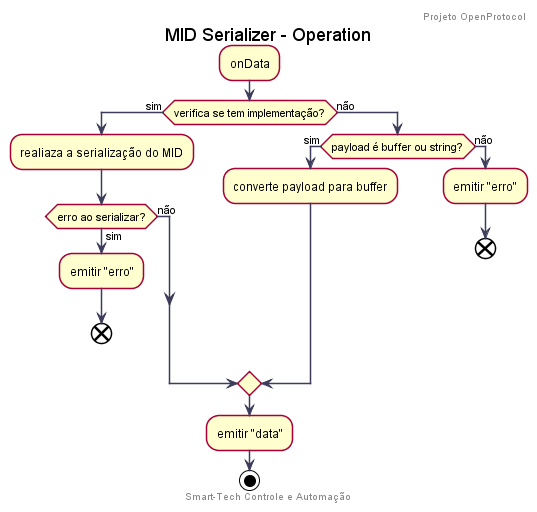 Projeto OpenProtocol
MID Serializer - Operation
onData
sim
verifica se tem implementação?
não
realiaza a serialização do MID
sim
payload é buffer ou string?
não
converte payload para buffer
emitir "erro"
erro ao serializar?
não
sim
emitir "erro"
emitir "data"
Smart-Tech Controle e Automação